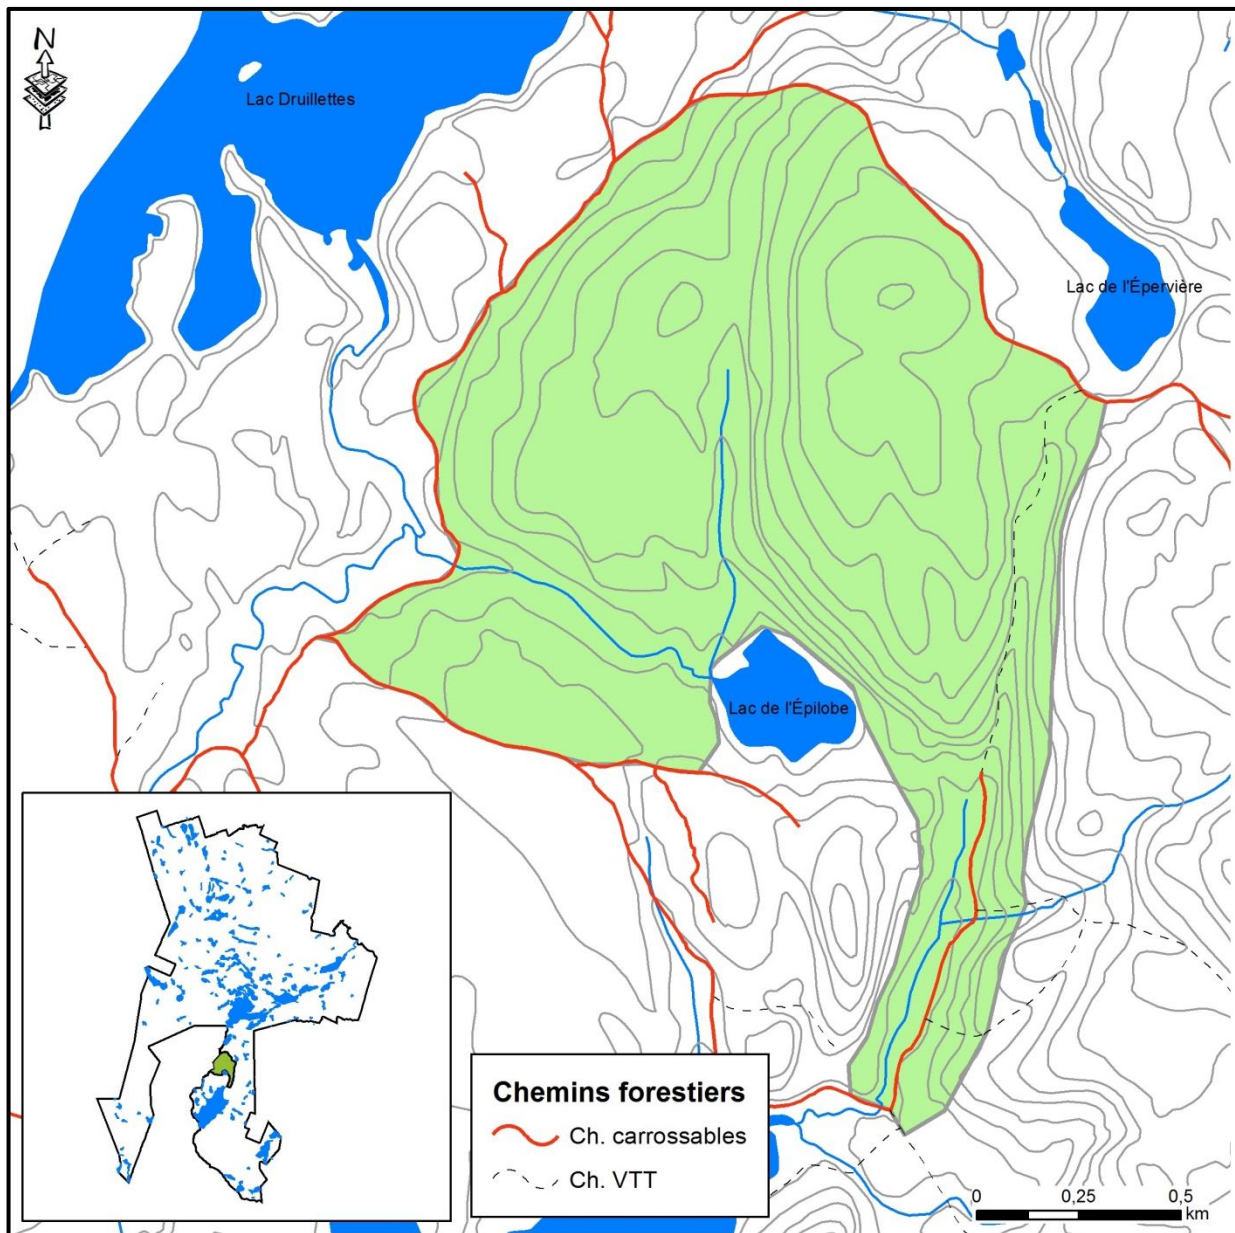 N
Lac Druillettes
Lac de l'Épervière
Lac de l'Épilobe
Chemins forestiers
Ch. carrossables
Ch. VTT
0 0,25 0,5
km